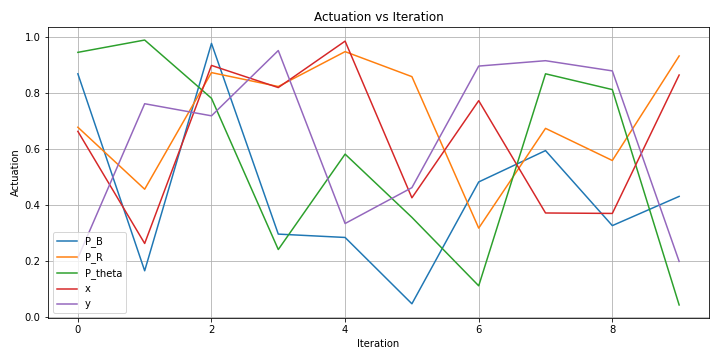 Actuation vs Iteration
Actuation
1.0
0.8
0.6
0.4
0.2
0.0
P_B
P_R
P_theta
x
y
0 2 4 6 8
Iteration